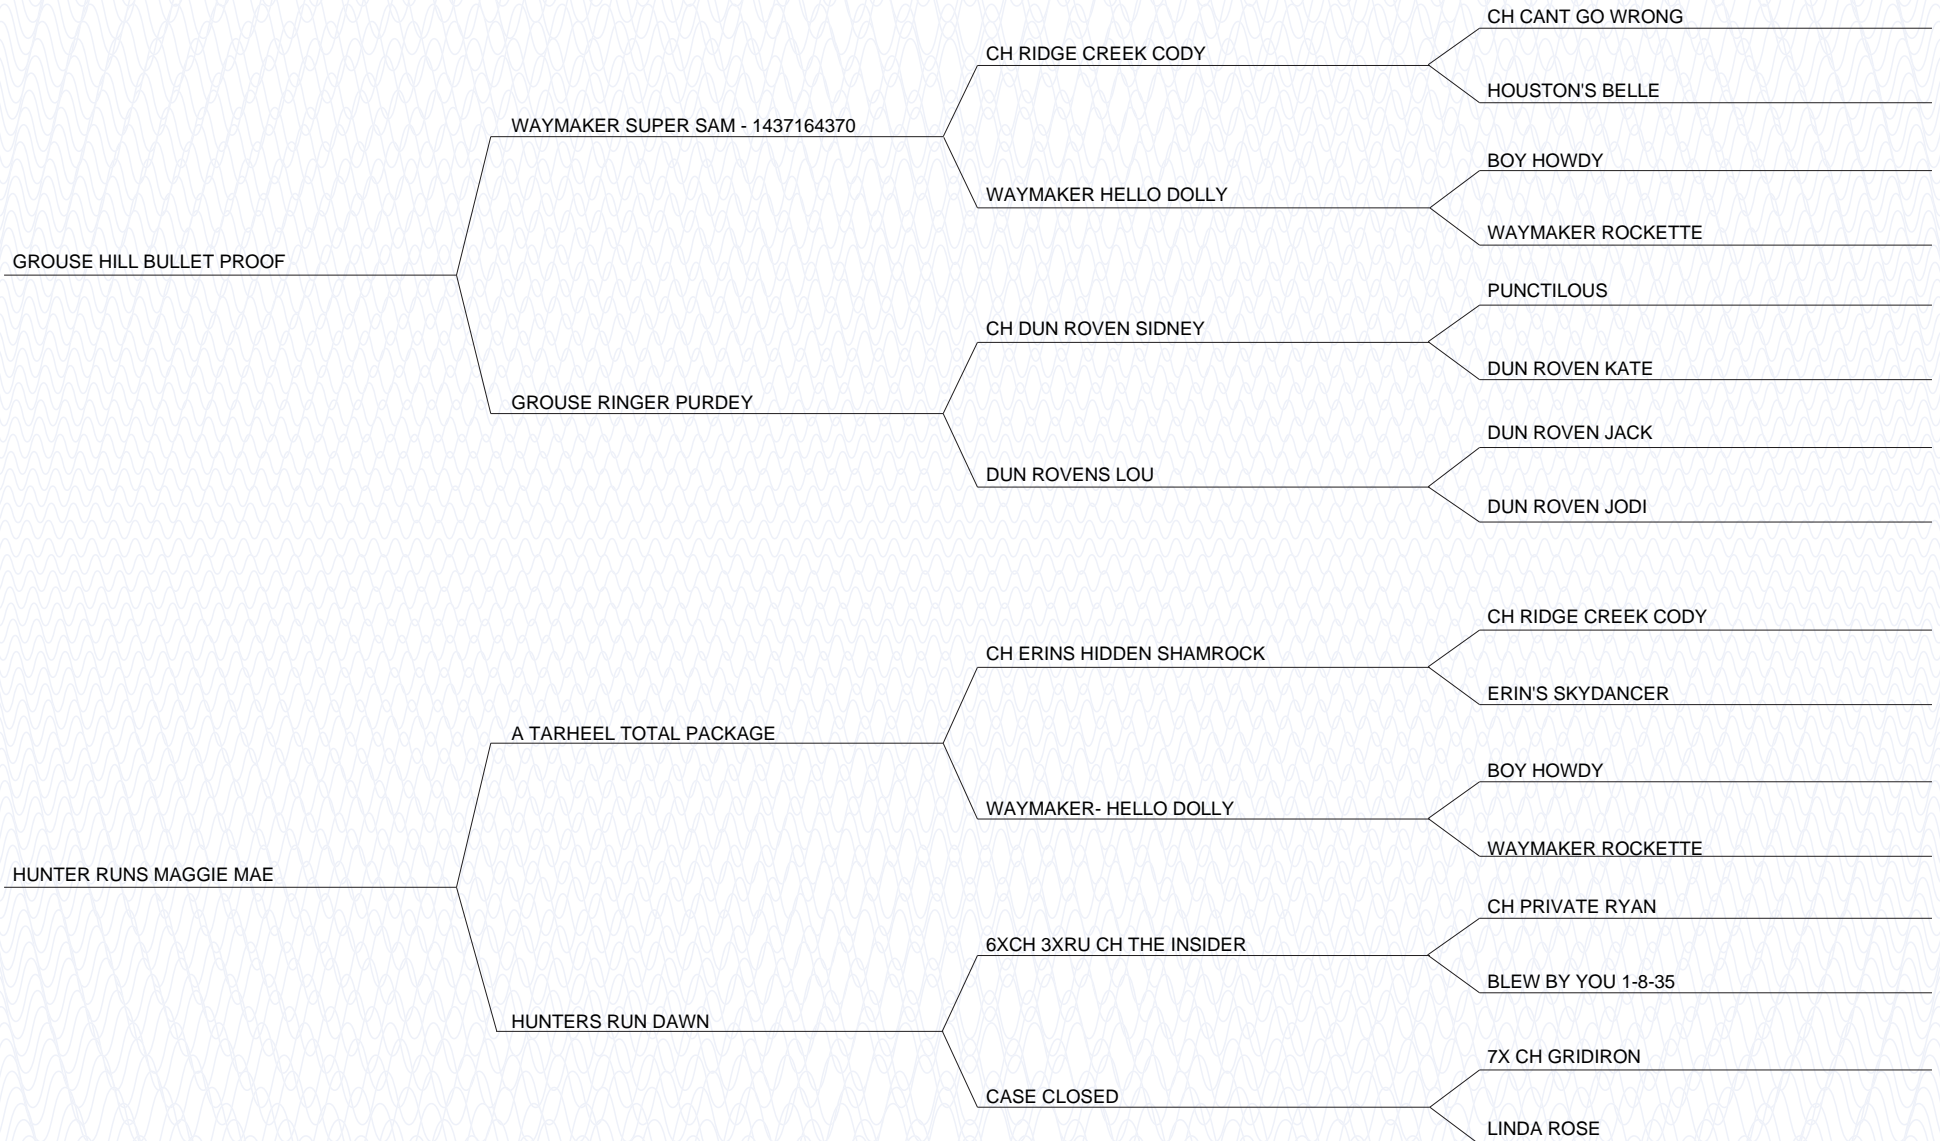 CH CANT GO WRONG
CH RIDGE CREEK CODY
HOUSTON'S BELLE
WAYMAKER SUPER SAM - 1437164370
BOY HOWDY
WAYMAKER HELLO DOLLY
WAYMAKER ROCKETTE
GROUSE HILL BULLET PROOF
PUNCTILOUS
CH DUN ROVEN SIDNEY
DUN ROVEN KATE
GROUSE RINGER PURDEY
DUN ROVEN JACK
DUN ROVENS LOU
DUN ROVEN JODI
CH RIDGE CREEK CODY
CH ERINS HIDDEN SHAMROCK
ERIN'S SKYDANCER
A TARHEEL TOTAL PACKAGE
BOY HOWDY
WAYMAKER- HELLO DOLLY
WAYMAKER ROCKETTE
HUNTER RUNS MAGGIE MAE
CH PRIVATE RYAN
6XCH 3XRU CH THE INSIDER
BLEW BY YOU 1-8-35
HUNTERS RUN DAWN
7X CH GRIDIRON
CASE CLOSED
LINDA ROSE